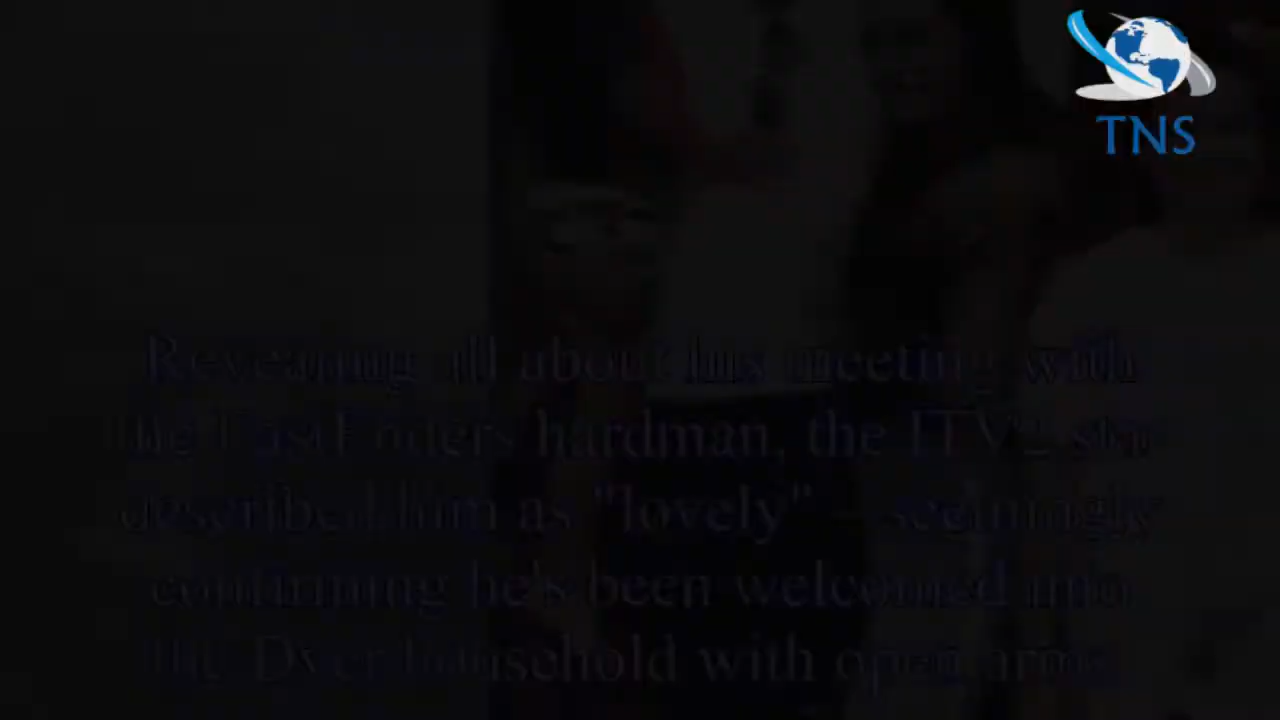 TNS
Revealing all about his meeting with
the EastEnders hardman, the ITV2 star
described him as "lovely" - seemingly
confirming he's been welcomed into
the Dyer household with open arms.